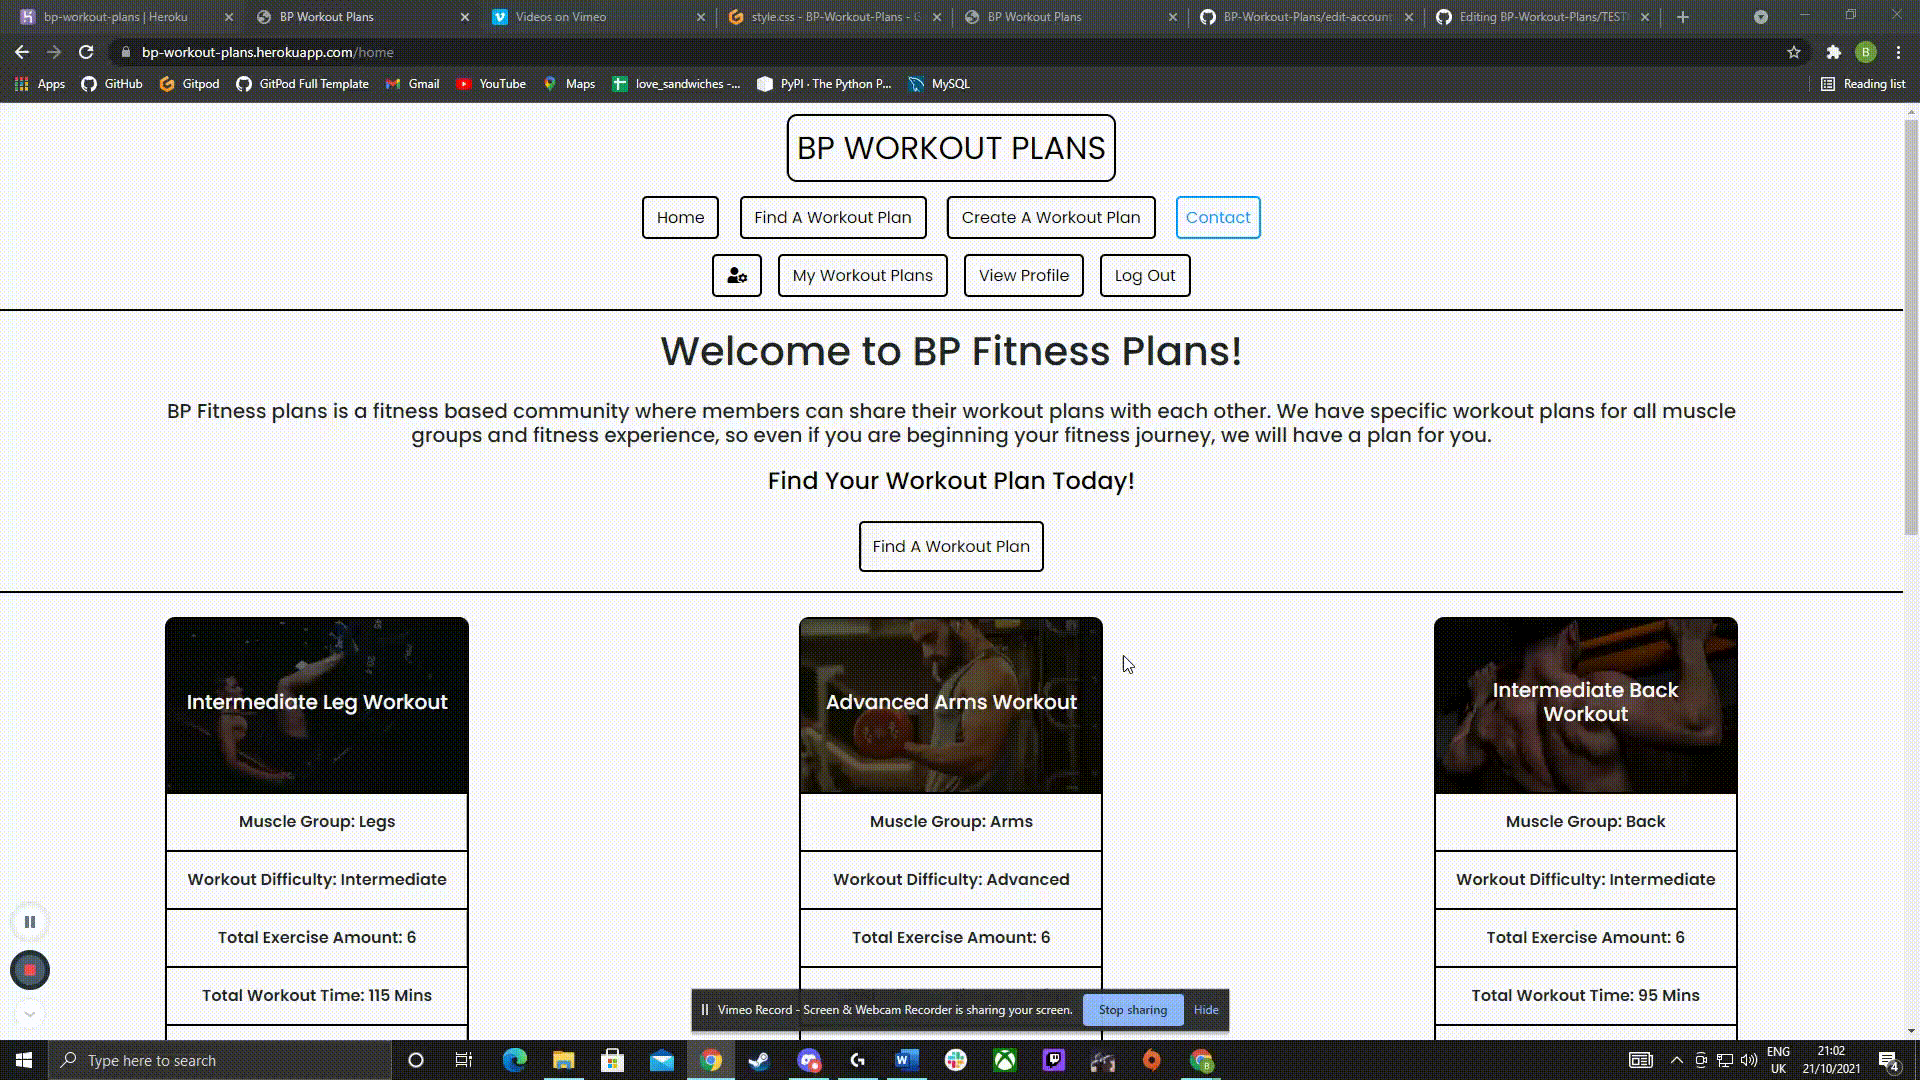 bp-workout-plans | Heroku
BP Workout Plans
Videos on Vimeo
style.css - BP-Workout-Plans - G
BP Workout Plans
BP-Workout-Plans/edit-account
Editing BP-Workout-Plans/TEST
bp-workout-plans.herokuapp.com/home
B
Apps
GitHub
Gitpod
GitPod Full Template
Gmail
YouTube
Maps
love_sandwiches -...
PyPI · The Python P...
MySQL
Reading list
BP WORKOUT PLANS
Home
Find A Workout Plan
Create A Workout Plan
Contact
My Workout Plans
View Profile
Log Out
Welcome to BP Fitness Plans!
BP Fitness plans is a fitness based community where members can share their workout plans with each other. We have specific workout plans for all muscle
groups and fitness experience, so even if you are beginning your fitness journey, we will have a plan for you.
Find Your Workout Plan Today!
Find A Workout Plan
Intermediate Leg Workout
Muscle Group: Legs
Workout Difficulty: Intermediate
Total Exercise Amount: 6
Total Workout Time: 115 Mins
Advanced Arms Workout
Muscle Group: Arms
Workout Difficulty: Advanced
Total Exercise Amount: 6
Intermediate Back
Workout
Muscle Group: Back
Workout Difficulty: Intermediate
Total Exercise Amount: 6
Total Workout Time: 95 Mins
Vimeo Record - Screen & Webcam Recorder is sharing your screen.
Stop sharing
Hide
Type here to search
ENG
UK
21:02
21/10/2021
4